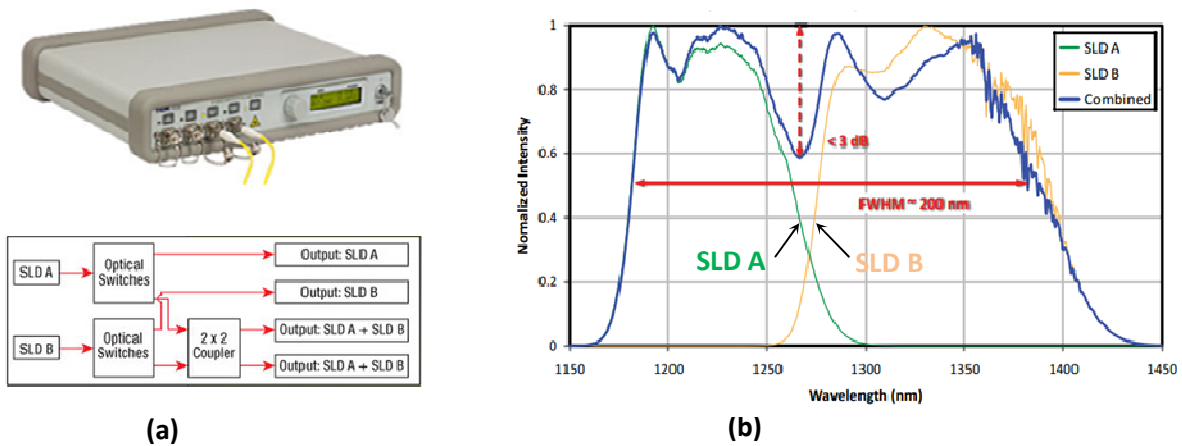 SLD A
SLD B
Optical
Switches
Optical
Switches
2 x 2
Coupler
Output: SLD A
Output: SLD B
Output: SLD A + SLD B
Output: SLD A + SLD B
(a)
Normalized Intensity
1
0.8
0.6
0.4
0.2
0
1150
1200
1250
1300
1350
1400
1450
Wavelength (nm)
SLD A
SLD B
Combined
< 3 dB
FWHM ~ 200 nm
SLD A
SLD B
(b)